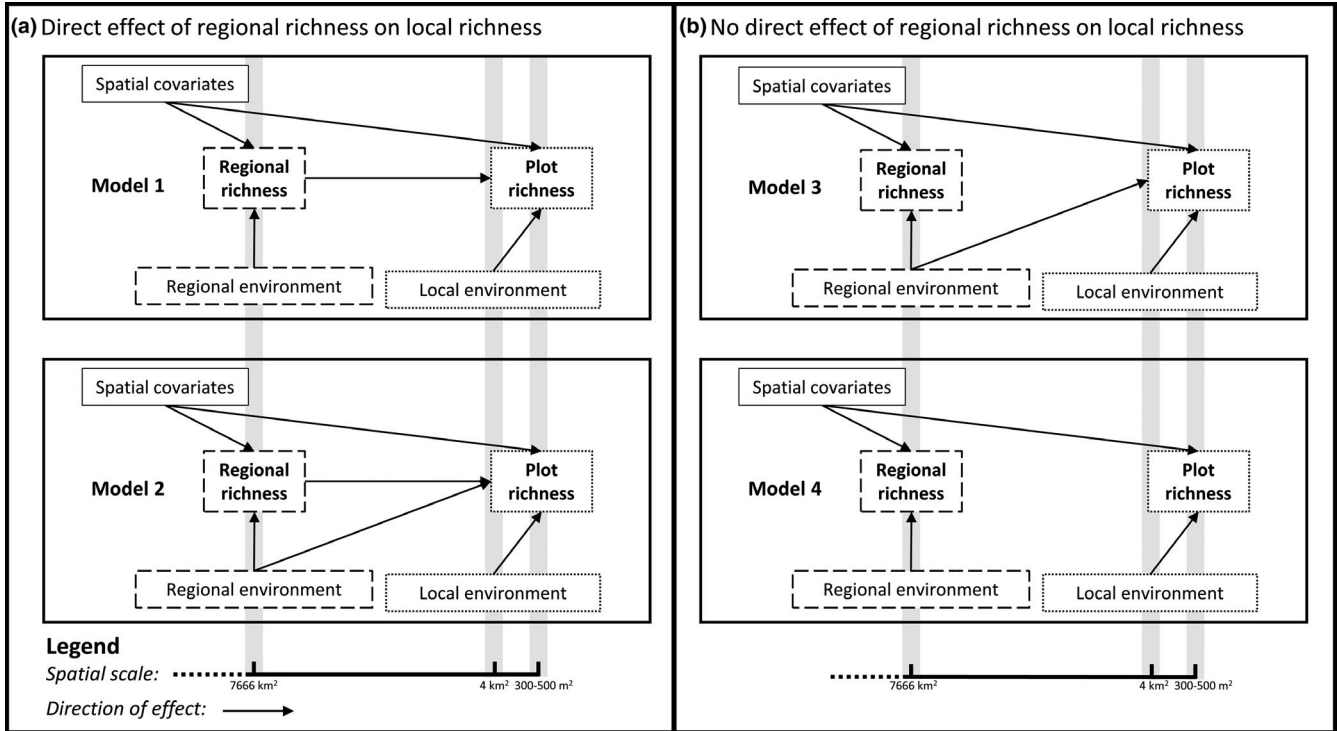 (a) Direct effect of regional richness on local richness
Spatial covariates
Regional
richness
Plot
richness
Model 1
Regional environment
Local environment
Spatial covariates
Regional
richness
Plot
richness
Model 2
Regional environment
Local environment
Legend
Spatial scale:
7666 km²
4 km²
300-500 m²
Direction of effect:
(b) No direct effect of regional richness on local richness
Spatial covariates
Regional
richness
Plot
richness
Model 3
Regional environment
Local environment
Spatial covariates
Regional
richness
Plot
richness
Model 4
Regional environment
Local environment
7666 km²
4 km²
300-500 m²